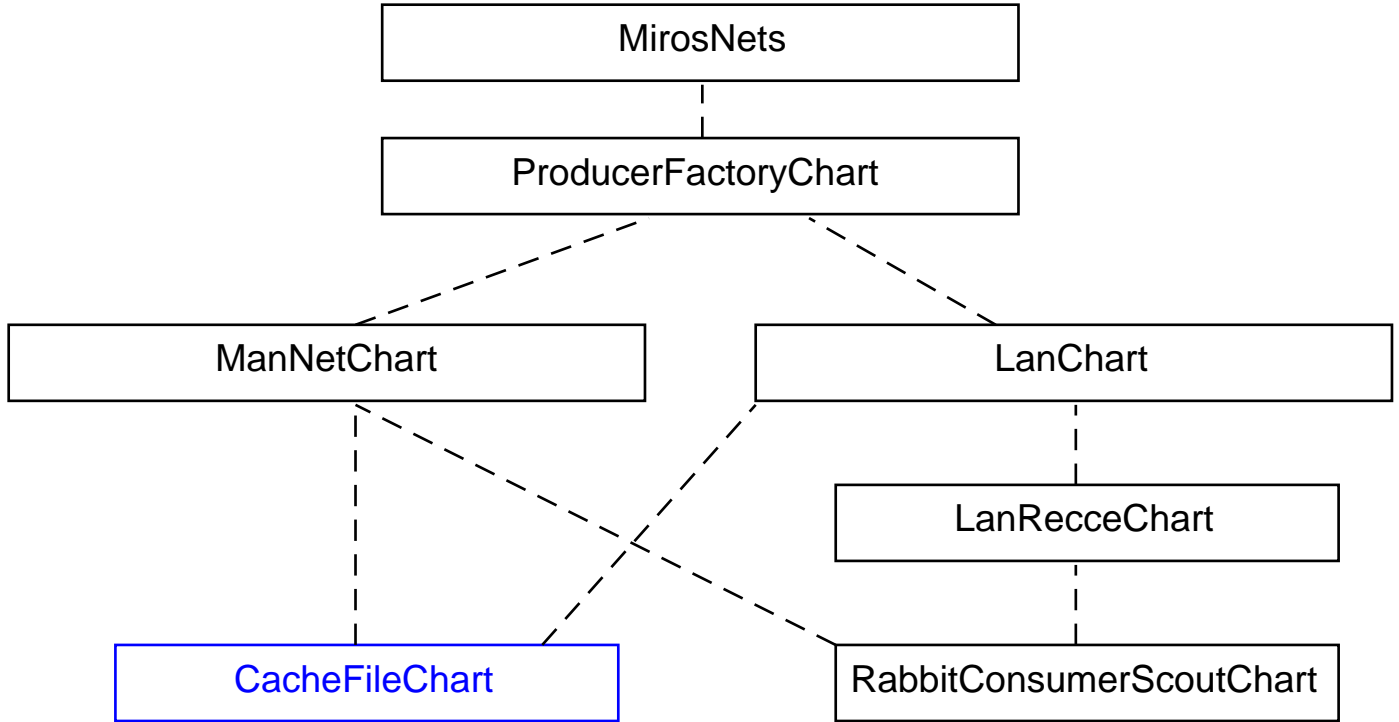 MirosNets
ProducerFactoryChart
ManNetChart
LanChart
LanRecceChart
CacheFileChart
RabbitConsumerScoutChart